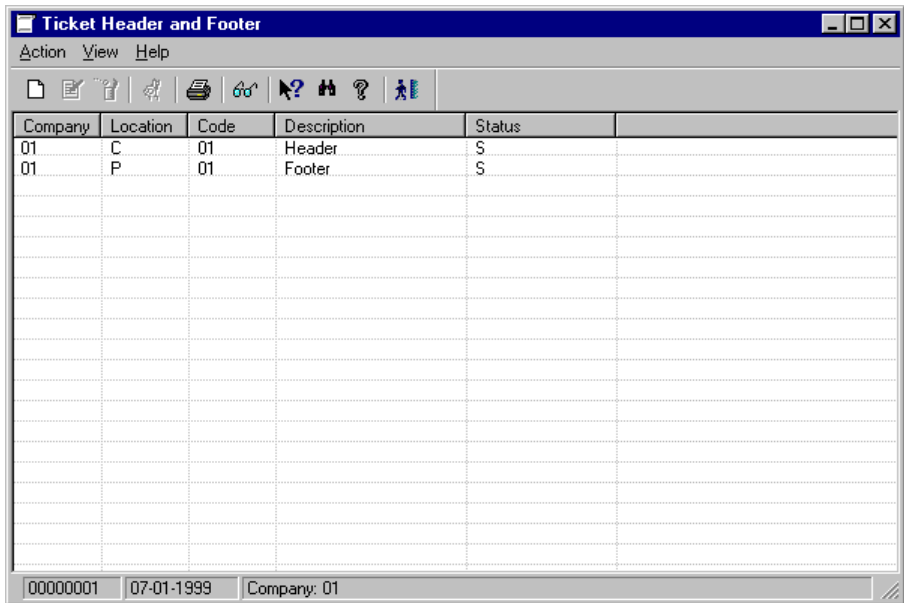 Ticket Header and Footer
Action View Help
Company Location Code Description Status
01 C 01 Header S
01 P 01 Footer S
00000001 07-01-1999 Company: 01